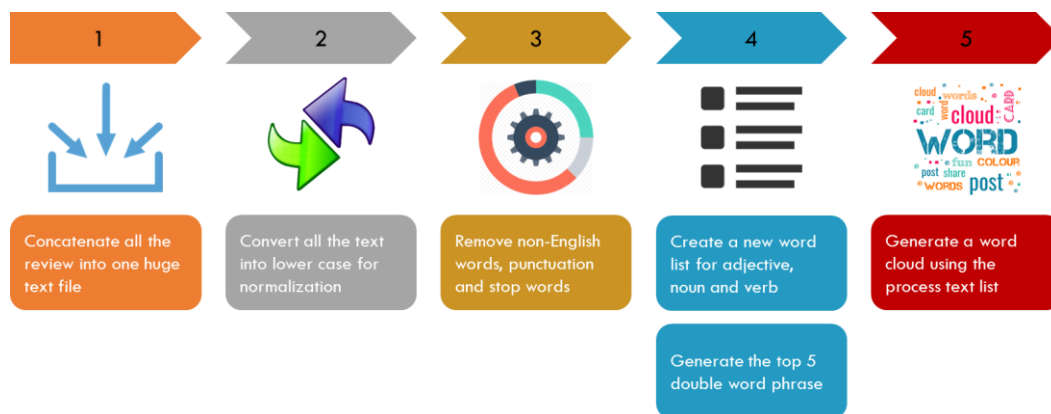 1
2
3
4
5
cloud words
card
word
cloud
CARD
WORD
fun COLOUR
post share
WORDS post
Concatenate all the
review into one huge
text file
Convert all the text
into lower case for
normalization
Remove non-English
words, punctuation
and stop words
Create a new word
list for adjective,
noun and verb
Generate the top 5
double word phrase
Generate a word
cloud using the
process text list